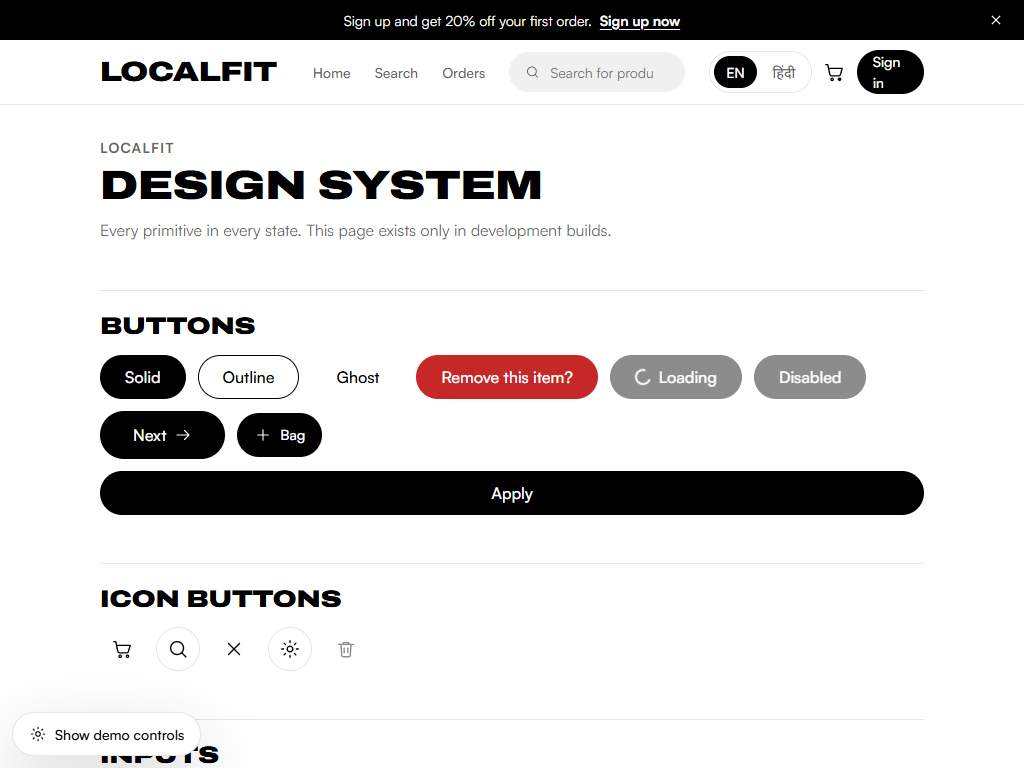 Sign up and get 20% off your first order. Sign up now
LOCALFIT
Home
Search
Orders
Search for produ
EN
हिंदी
Sign
in
LOCALFIT
DESIGN SYSTEM
Every primitive in every state. This page exists only in development builds.
BUTTONS
Solid
Outline
Ghost
Remove this item?
Loading
Disabled
Next
Bag
Apply
ICON BUTTONS
Show demo controls
INPUTS